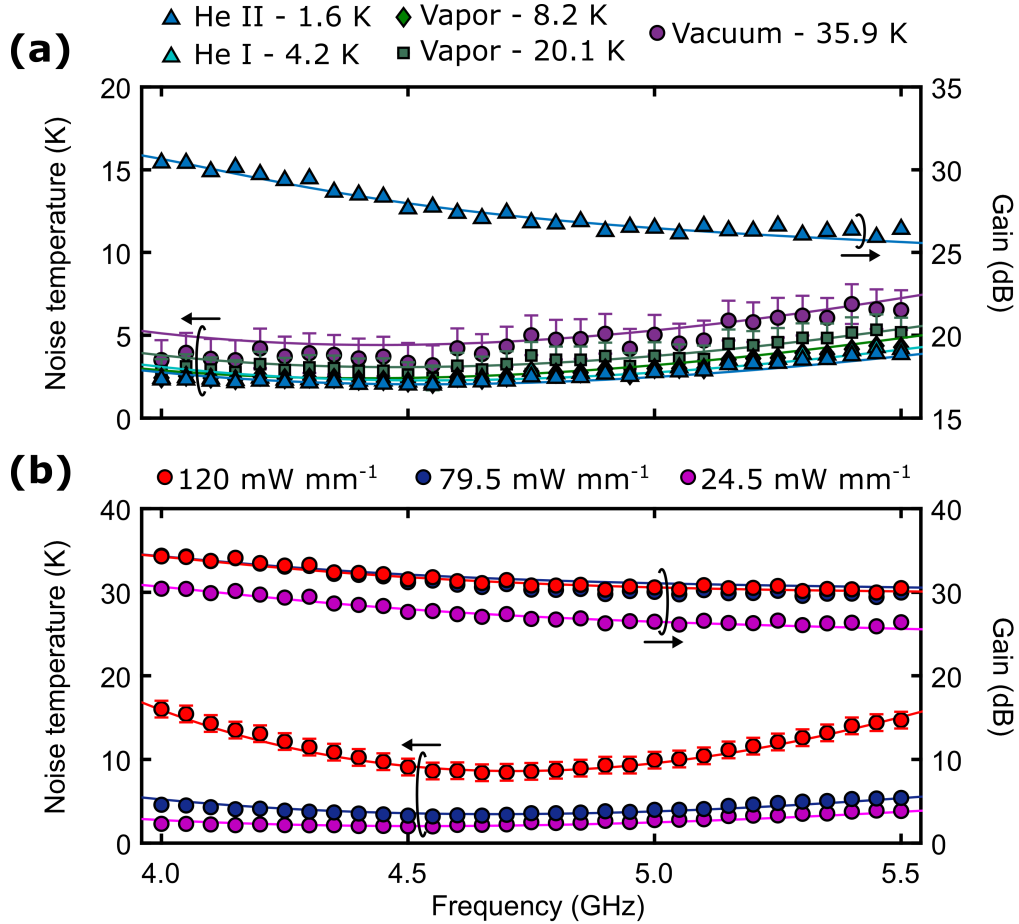 (a)
He II - 1.6 K
Vapor - 8.2 K
Vacuum - 35.9 K
He I - 4.2 K
Vapor - 20.1 K
Noise temperature (K)
20
15
10
5
0
35
30
25
20
15
Gain (dB)
(b)
120 mW mm⁻¹
79.5 mW mm⁻¹
24.5 mW mm⁻¹
Noise temperature (K)
40
30
20
10
0
40
30
20
10
0
Gain (dB)
4.0
4.5
5.0
5.5
Frequency (GHz)